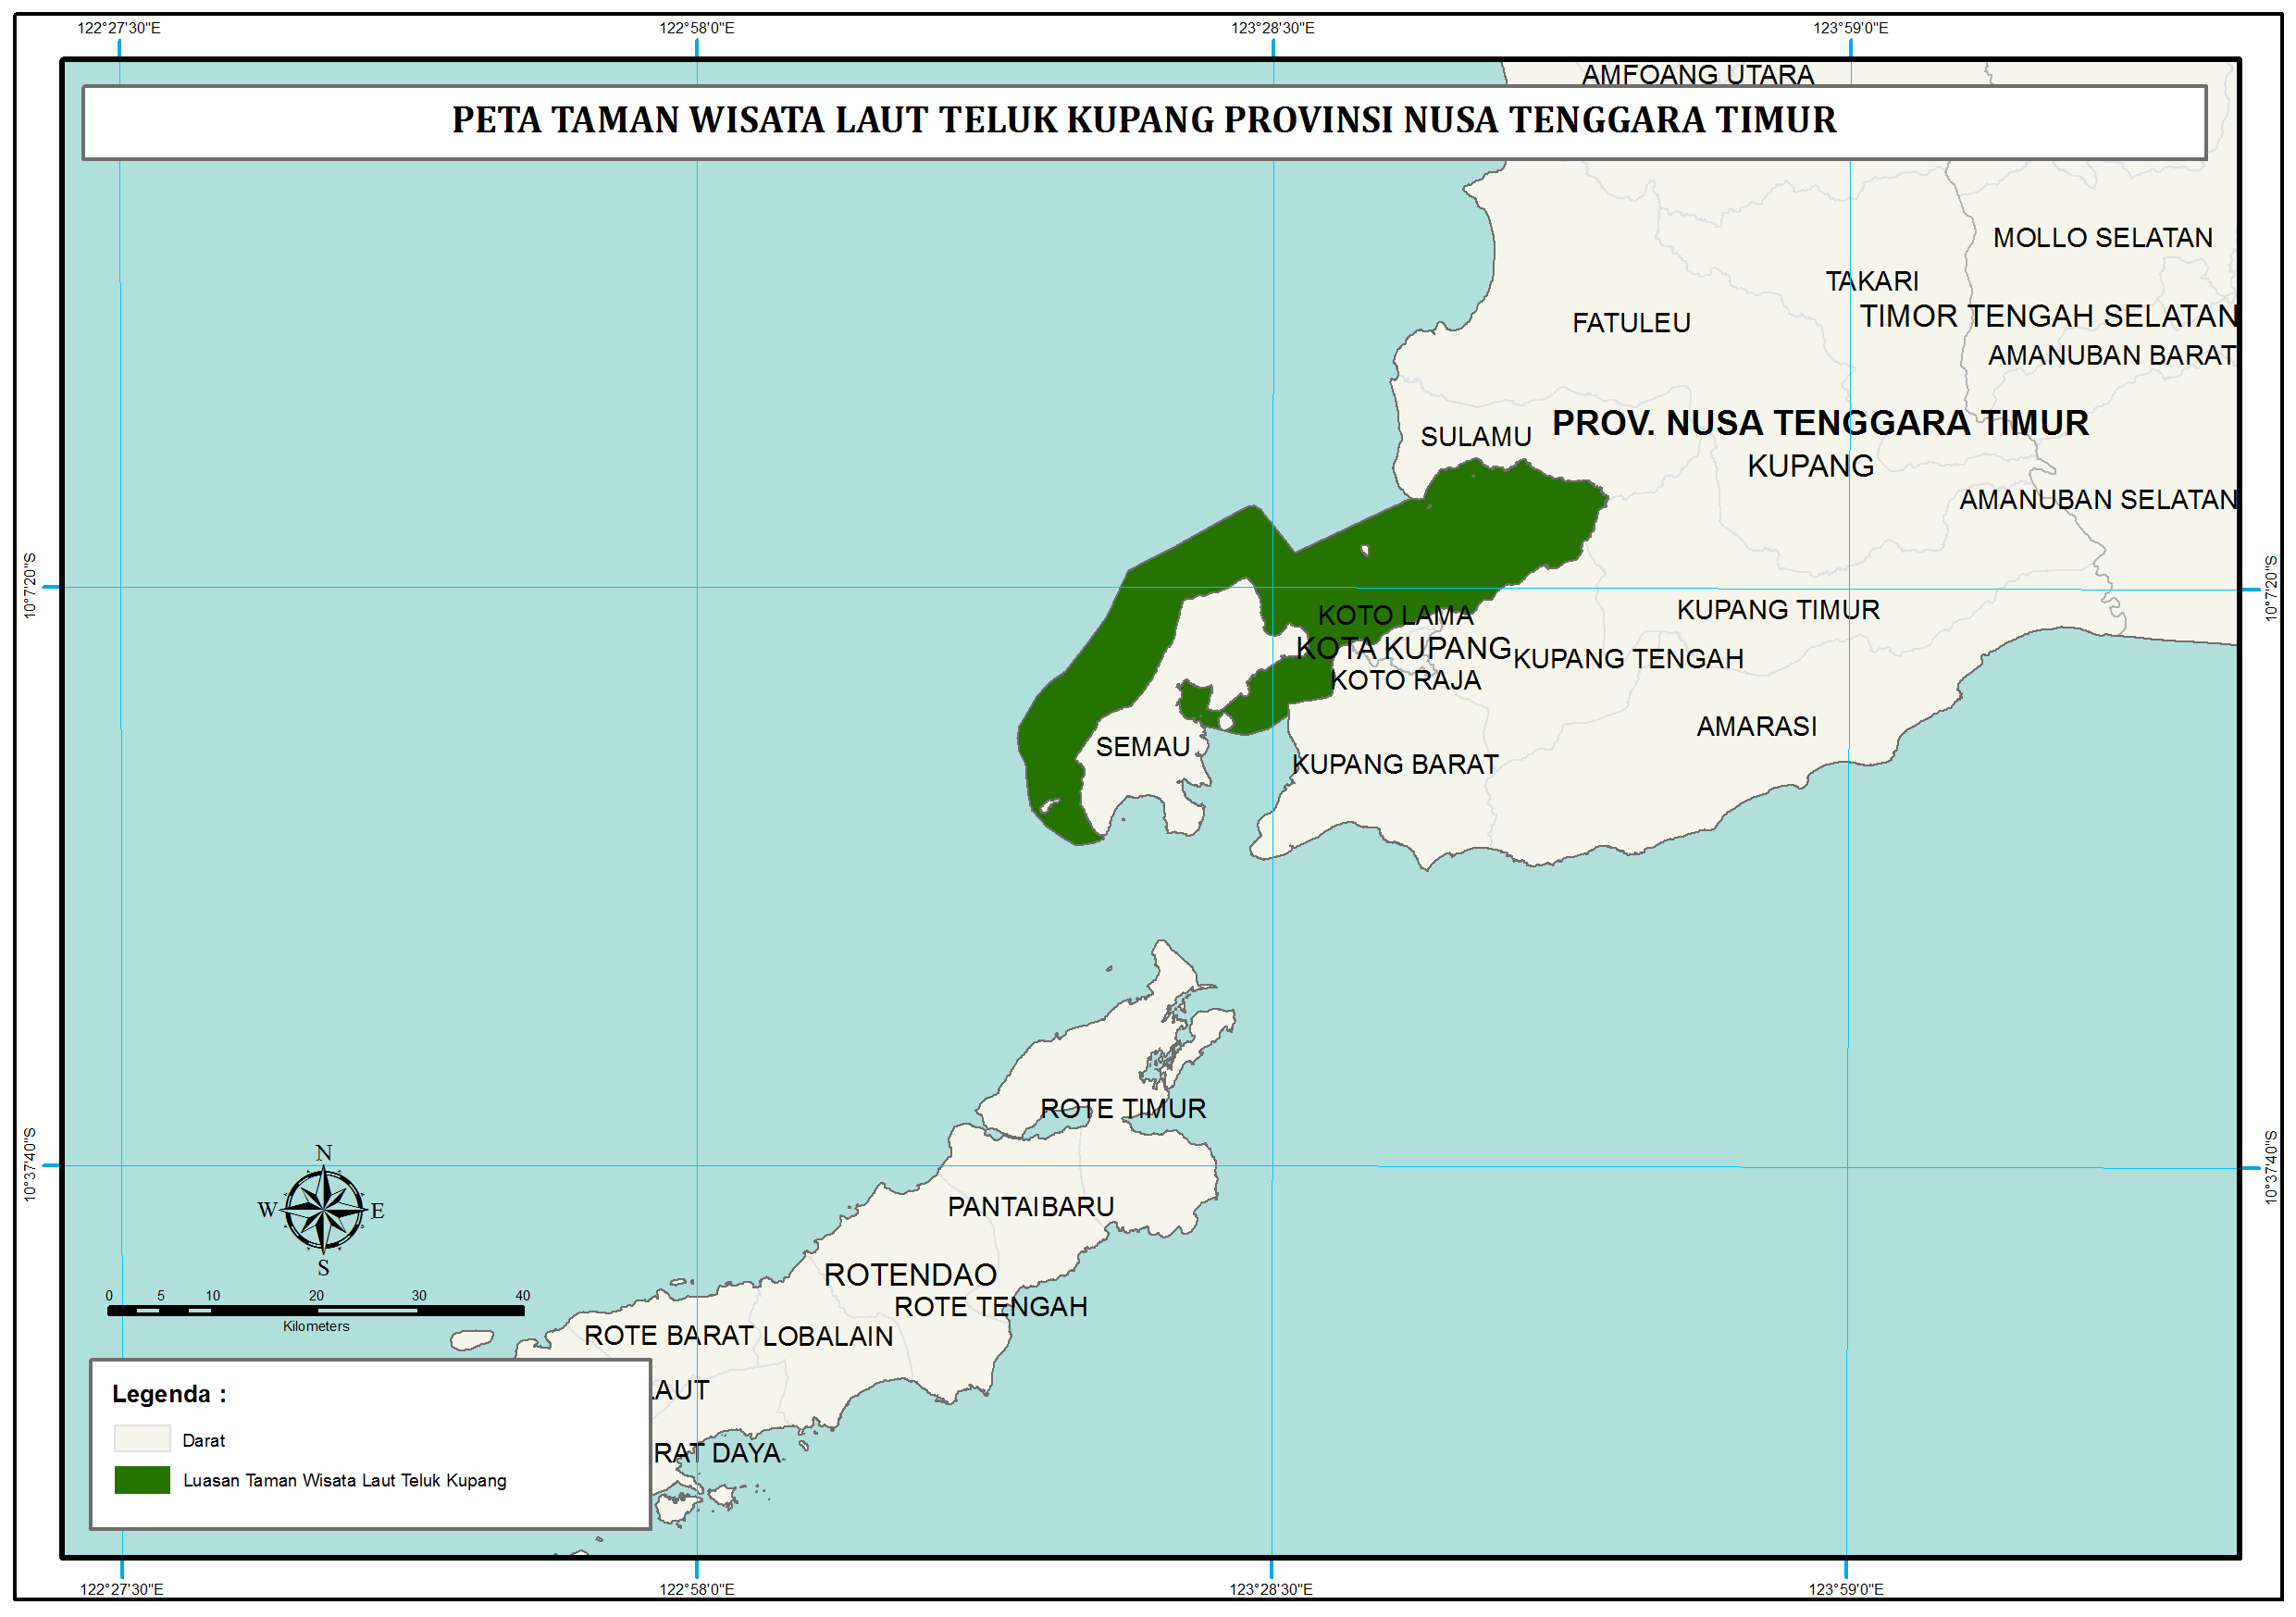 122°27'30"E 122°58'0"E 123°28'30"E 123°59'0"E
AMFOANG UTARA
PETA TAMAN WISATA LAUT TELUK KUPANG PROVINSI NUSA TENGGARA TIMUR
MOLLO SELATAN
TAKARI
TIMOR TENGAH SELATAN
FATULEU
AMANUBAN BARAT
PROV. NUSA TENGGARA TIMUR
SULAMU
KUPANG
AMANUBAN SELATAN
10°7'20"S 10°7'20"S
KOTO LAMA
KUPANG TIMUR
KOTA KUPANG
KUPANG TENGAH
KOTO RAJA
AMARASI
SEMAU
KUPANG BARAT
ROTE TIMUR
10°37'40"S 10°37'40"S
N
W E
S
PANTAIBARU
ROTENDAO
ROTE TENGAH
0 5 10 20 30 40
Kilometers
ROTE BARAT LOBALAIN
LAUT
RAT DAYA
Legenda :
Darat
Luasan Taman Wisata Laut Teluk Kupang
122°27'30"E 122°58'0"E 123°28'30"E 123°59'0"E